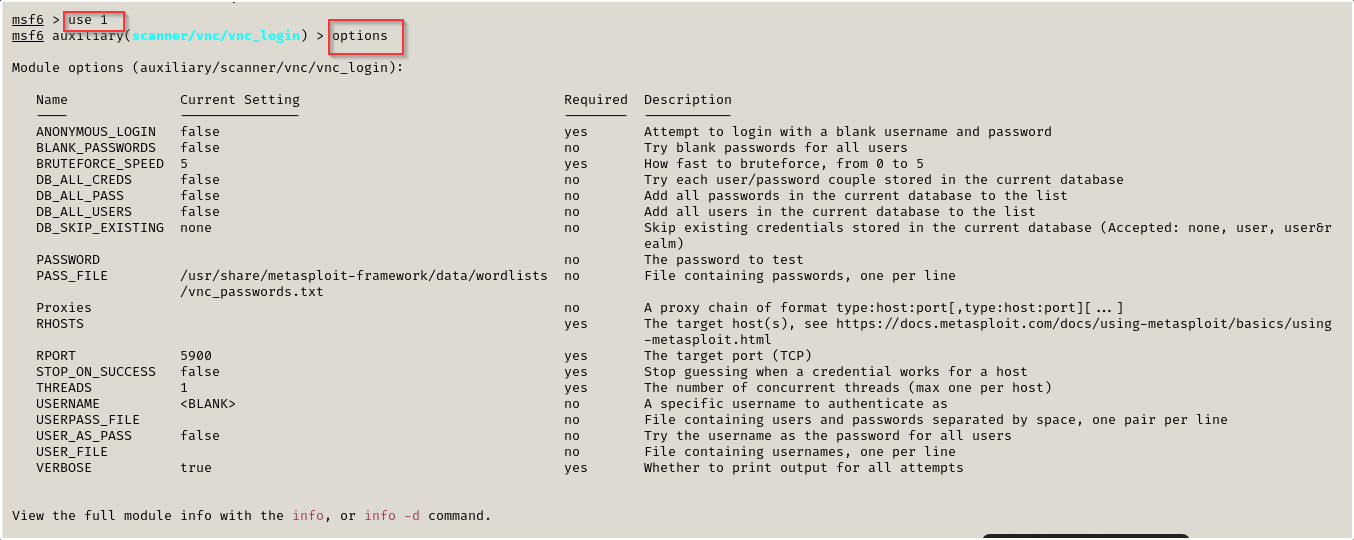 msf6 > use 1
msf6 auxiliary(scanner/vnc/vnc_login) > options
Module options (auxiliary/scanner/vnc/vnc_login):
Name Current Setting Required Description
ANONYMOUS_LOGIN false yes Attempt to login with a blank username and password
BLANK_PASSWORDS false no Try blank passwords for all users
BRUTEFORCE_SPEED 5 yes How fast to bruteforce, from 0 to 5
DB_ALL_CREDS false no Try each user/password couple stored in the current database
DB_ALL_PASS false no Add all passwords in the current database to the list
DB_ALL_USERS false no Add all users in the current database to the list
DB_SKIP_EXISTING none no Skip existing credentials stored in the current database (Accepted: none, user, user&r
ealm)
PASSWORD no The password to test
PASS_FILE /usr/share/metasploit-framework/data/wordlists no File containing passwords, one per line
/vnc_passwords.txt
Proxies no A proxy chain of format type:host:port[,type:host:port][...]
RHOSTS yes The target host(s), see https://docs.metasploit.com/docs/using-metasploit/basics/using
-metasploit.html
RPORT 5900 yes The target port (TCP)
STOP_ON_SUCCESS false yes Stop guessing when a credential works for a host
THREADS 1 yes The number of concurrent threads (max one per host)
USERNAME <BLANK> no A specific username to authenticate as
USERPASS_FILE no File containing users and passwords separated by space, one pair per line
USER_AS_PASS false no Try the username as the password for all users
USER_FILE no File containing usernames, one per line
VERBOSE true yes Whether to print output for all attempts
View the full module info with the info, or info -d command.